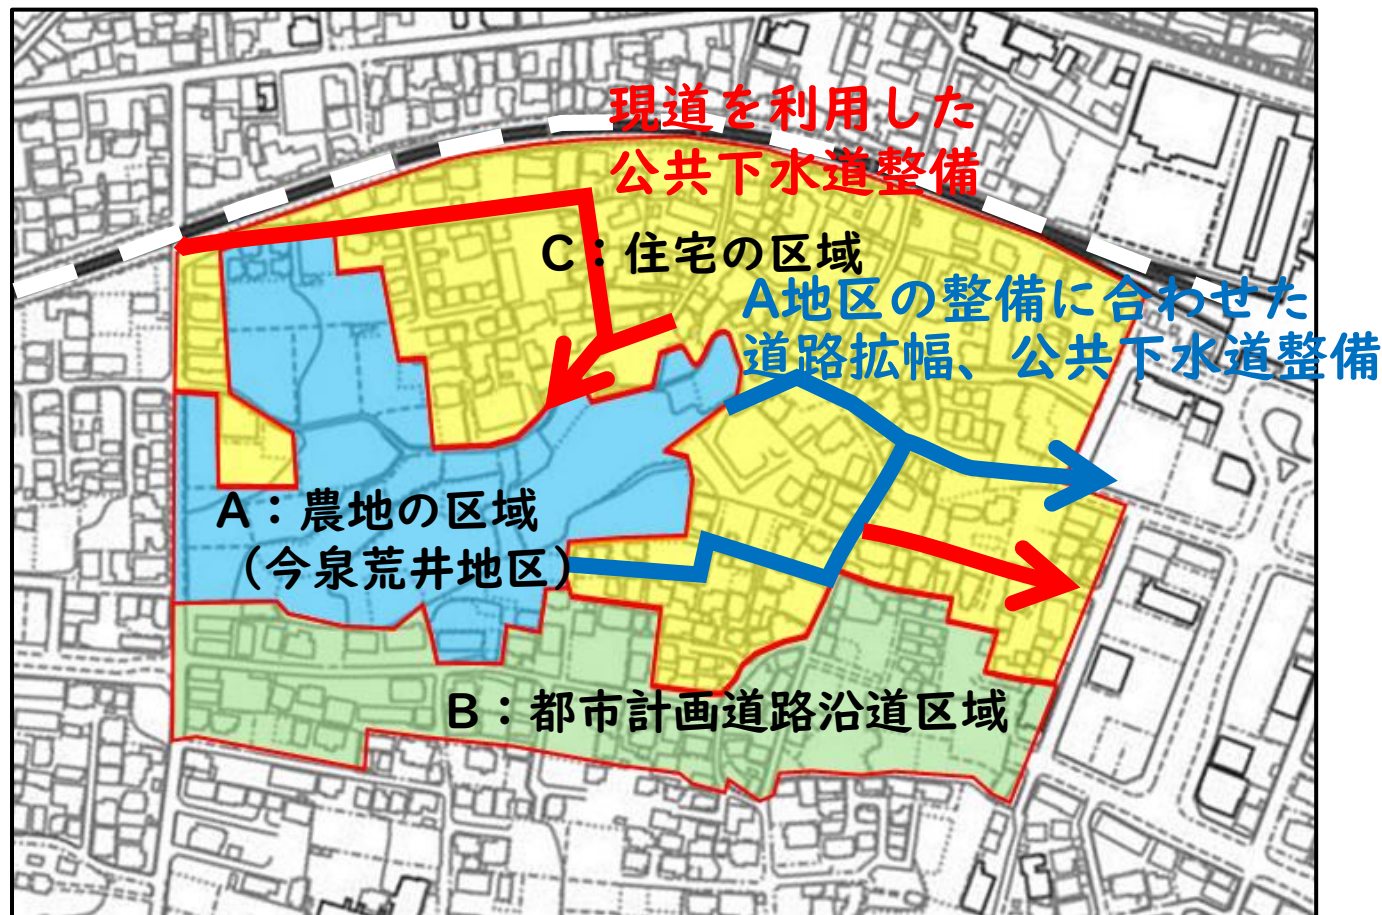 現道を利用した
公共下水道整備
C：住宅の区域
A地区の整備に合わせた
道路拡幅、公共下水道整備
A：農地の区域
（今泉荒井地区）
B：都市計画道路沿道区域